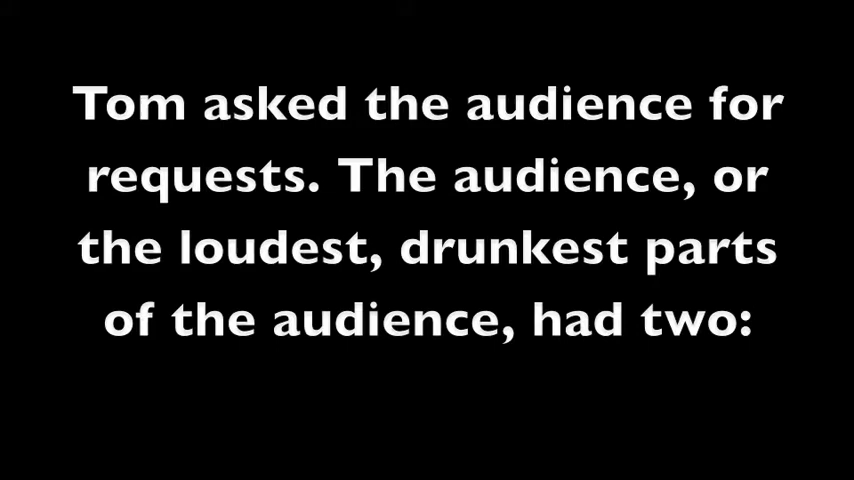 Tom asked the audience for
requests. The audience, or
the loudest, drunkest parts
of the audience, had two: